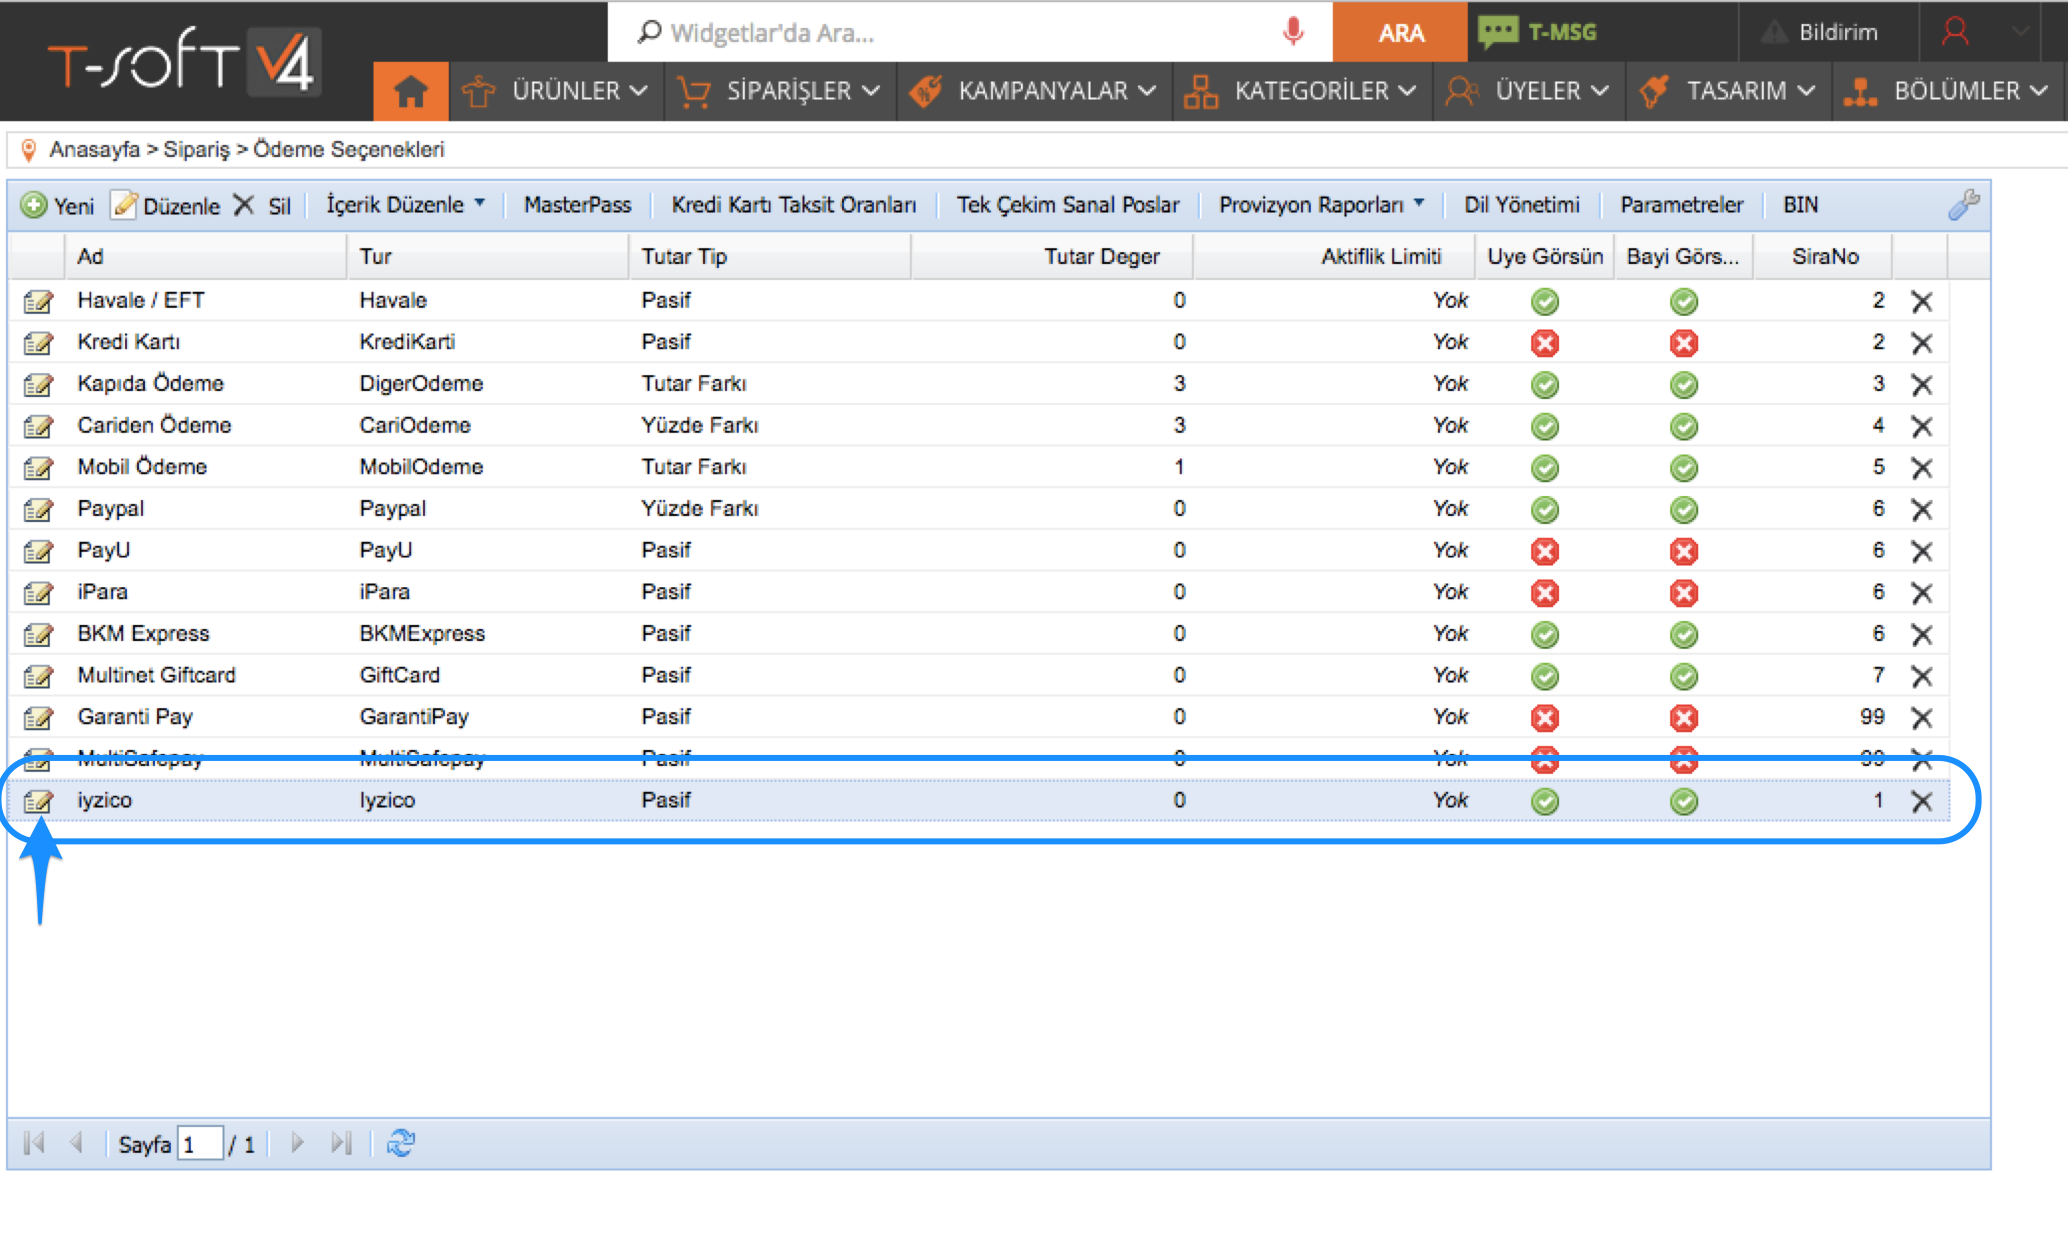 T-SOFT V4
Widgetlar'da Ara...
ARA
T-MSG
Bildirim
ÜRÜNLER
SİPARİŞLER
KAMPANYALAR
KATEGORİLER
ÜYELER
TASARIM
BÖLÜMLER
Anasayfa > Sipariş > Ödeme Seçenekleri
Yeni Düzenle Sil İçerik Düzenle MasterPass Kredi Kartı Taksit Oranları Tek Çekim Sanal Poslar Provizyon Raporları Dil Yönetimi Parametreler BIN
Ad Tur Tutar Tip Tutar Deger Aktiflik Limiti Uye Görsün Bayi Görs... SiraNo
Havale / EFT Havale Pasif 0 Yok 2
Kredi Kartı KrediKarti Pasif 0 Yok 2
Kapıda Ödeme DigerOdeme Tutar Farkı 3 Yok 3
Cariden Ödeme CariOdeme Yüzde Farkı 3 Yok 4
Mobil Ödeme MobilOdeme Tutar Farkı 1 Yok 5
Paypal Paypal Yüzde Farkı 0 Yok 6
PayU PayU Pasif 0 Yok 6
iPara iPara Pasif 0 Yok 6
BKM Express BKMExpress Pasif 0 Yok 6
Multinet Giftcard GiftCard Pasif 0 Yok 7
Garanti Pay GarantiPay Pasif 0 Yok 99
MultiSafepay MultiSafepay Pasif 0 Yok 99
iyzico Iyzico Pasif 0 Yok 1
Sayfa 1 / 1